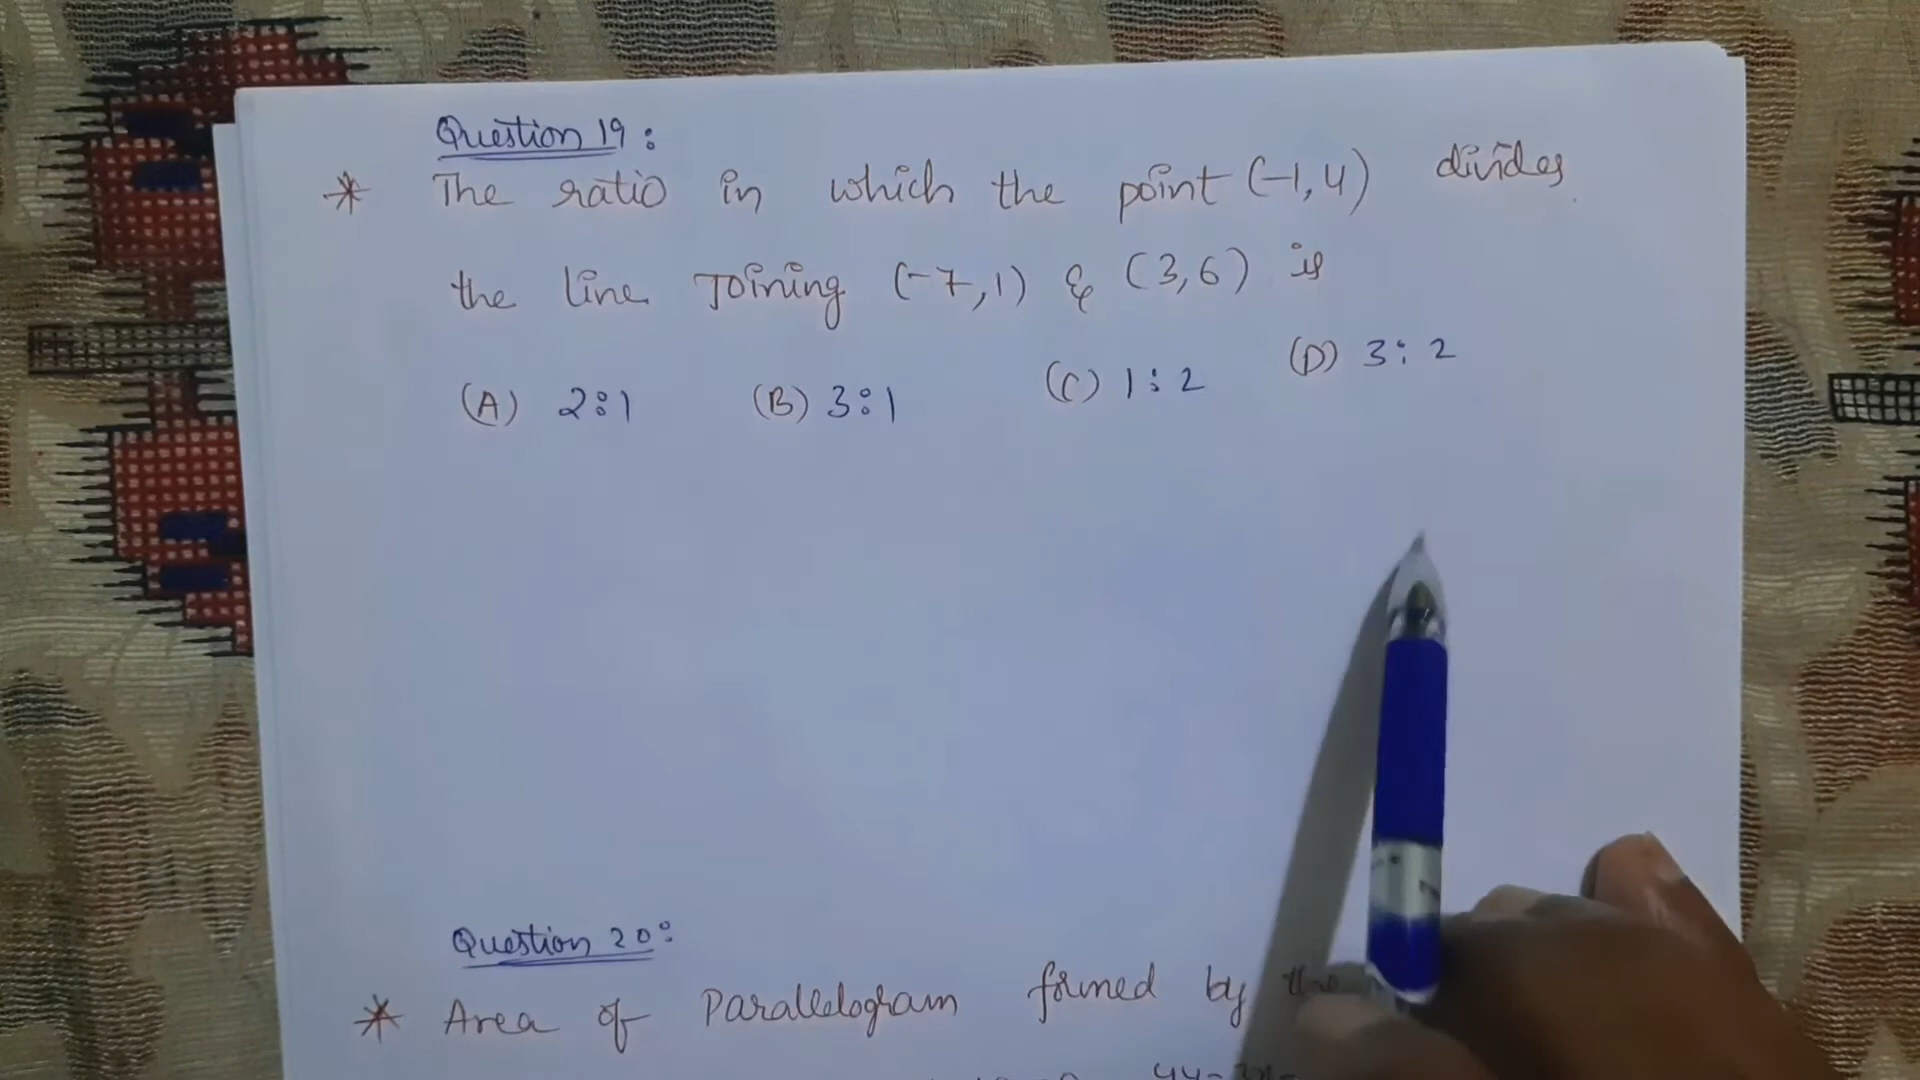 Question 19:
* The ratio in which the point (-1,4) divides
the line Joining (-7,1) & (3,6) is
(A) 2:1 (B) 3:1 (C) 1:2 (D) 3:2
Question 20:
* Area of Parallelogram formed by the